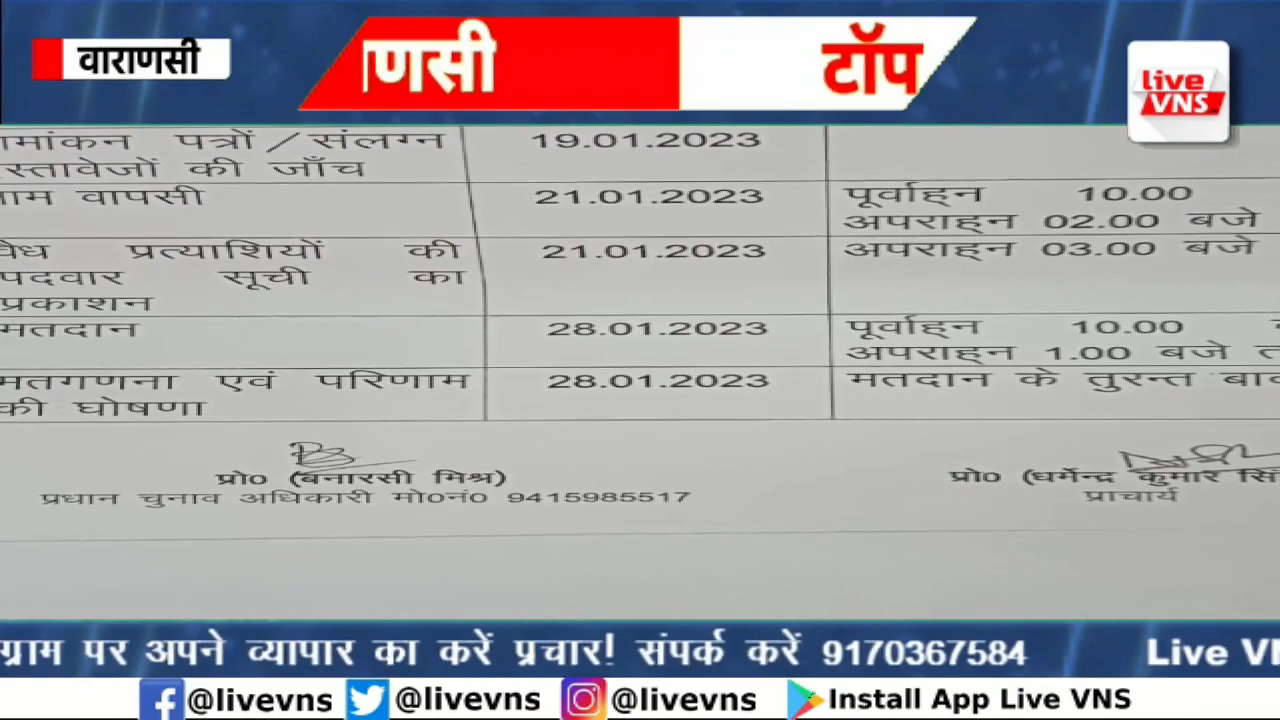 वाराणसी
णसी
टॉप
live
VNS
मांकन पत्रों / संलग्न 19.01.2023
स्तावेजों की जाँच
ाम वापसी 21.01.2023 पूर्वाह्न 10.00
अपराह्न 02.00 बजे
वैध प्रत्याशियों की 21.01.2023 अपराह्न 03.00 बजे
पदवार सूची का
प्रकाशन
मतदान 28.01.2023 पूर्वाह्न 10.00
अपराह्न 1.00 बजे त
मतगणना एवं परिणाम 28.01.2023 मतदान के तुरन्त बाद
की घोषणा
प्रो0 (बनारसी मिश्र) प्रो0 (धर्मेन्द्र कुमार सिं
प्रधान चुनाव अधिकारी मो0नं0 9415985517 प्राचार्य
ग्राम पर अपने व्यापार का करें प्रचार! संपर्क करें 9170367584 Live VN
@livevns @livevns @livevns Install App Live VNS